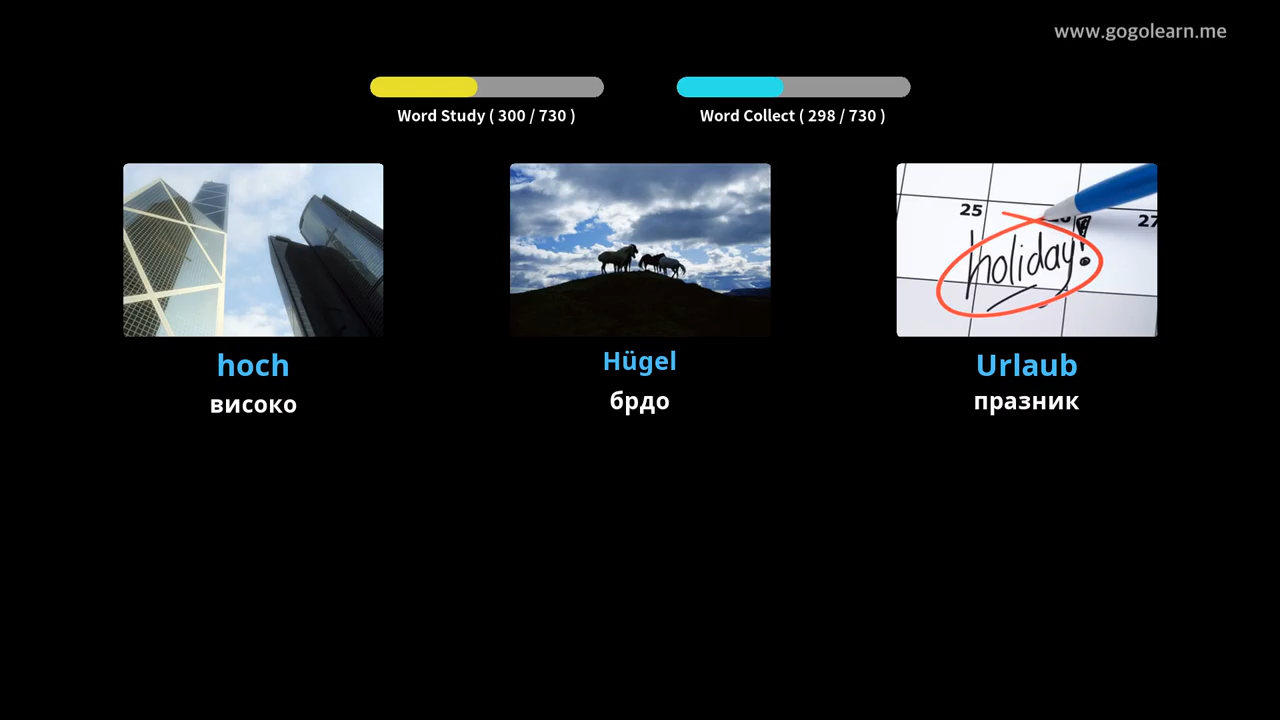 www.gogolearn.me
Word Study ( 300 / 730 )
Word Collect ( 298 / 730 )
25
27
holiday!
hoch
Hügel
Urlaub
високо
брдо
празник